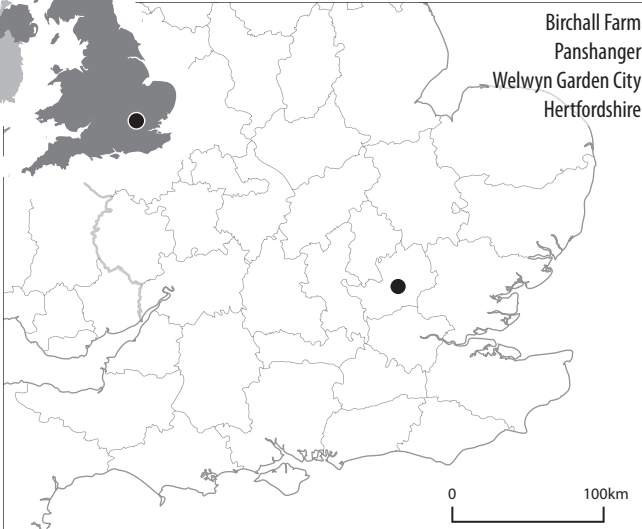 Birchall Farm
Panshanger
Welwyn Garden City
Hertfordshire
0 100km